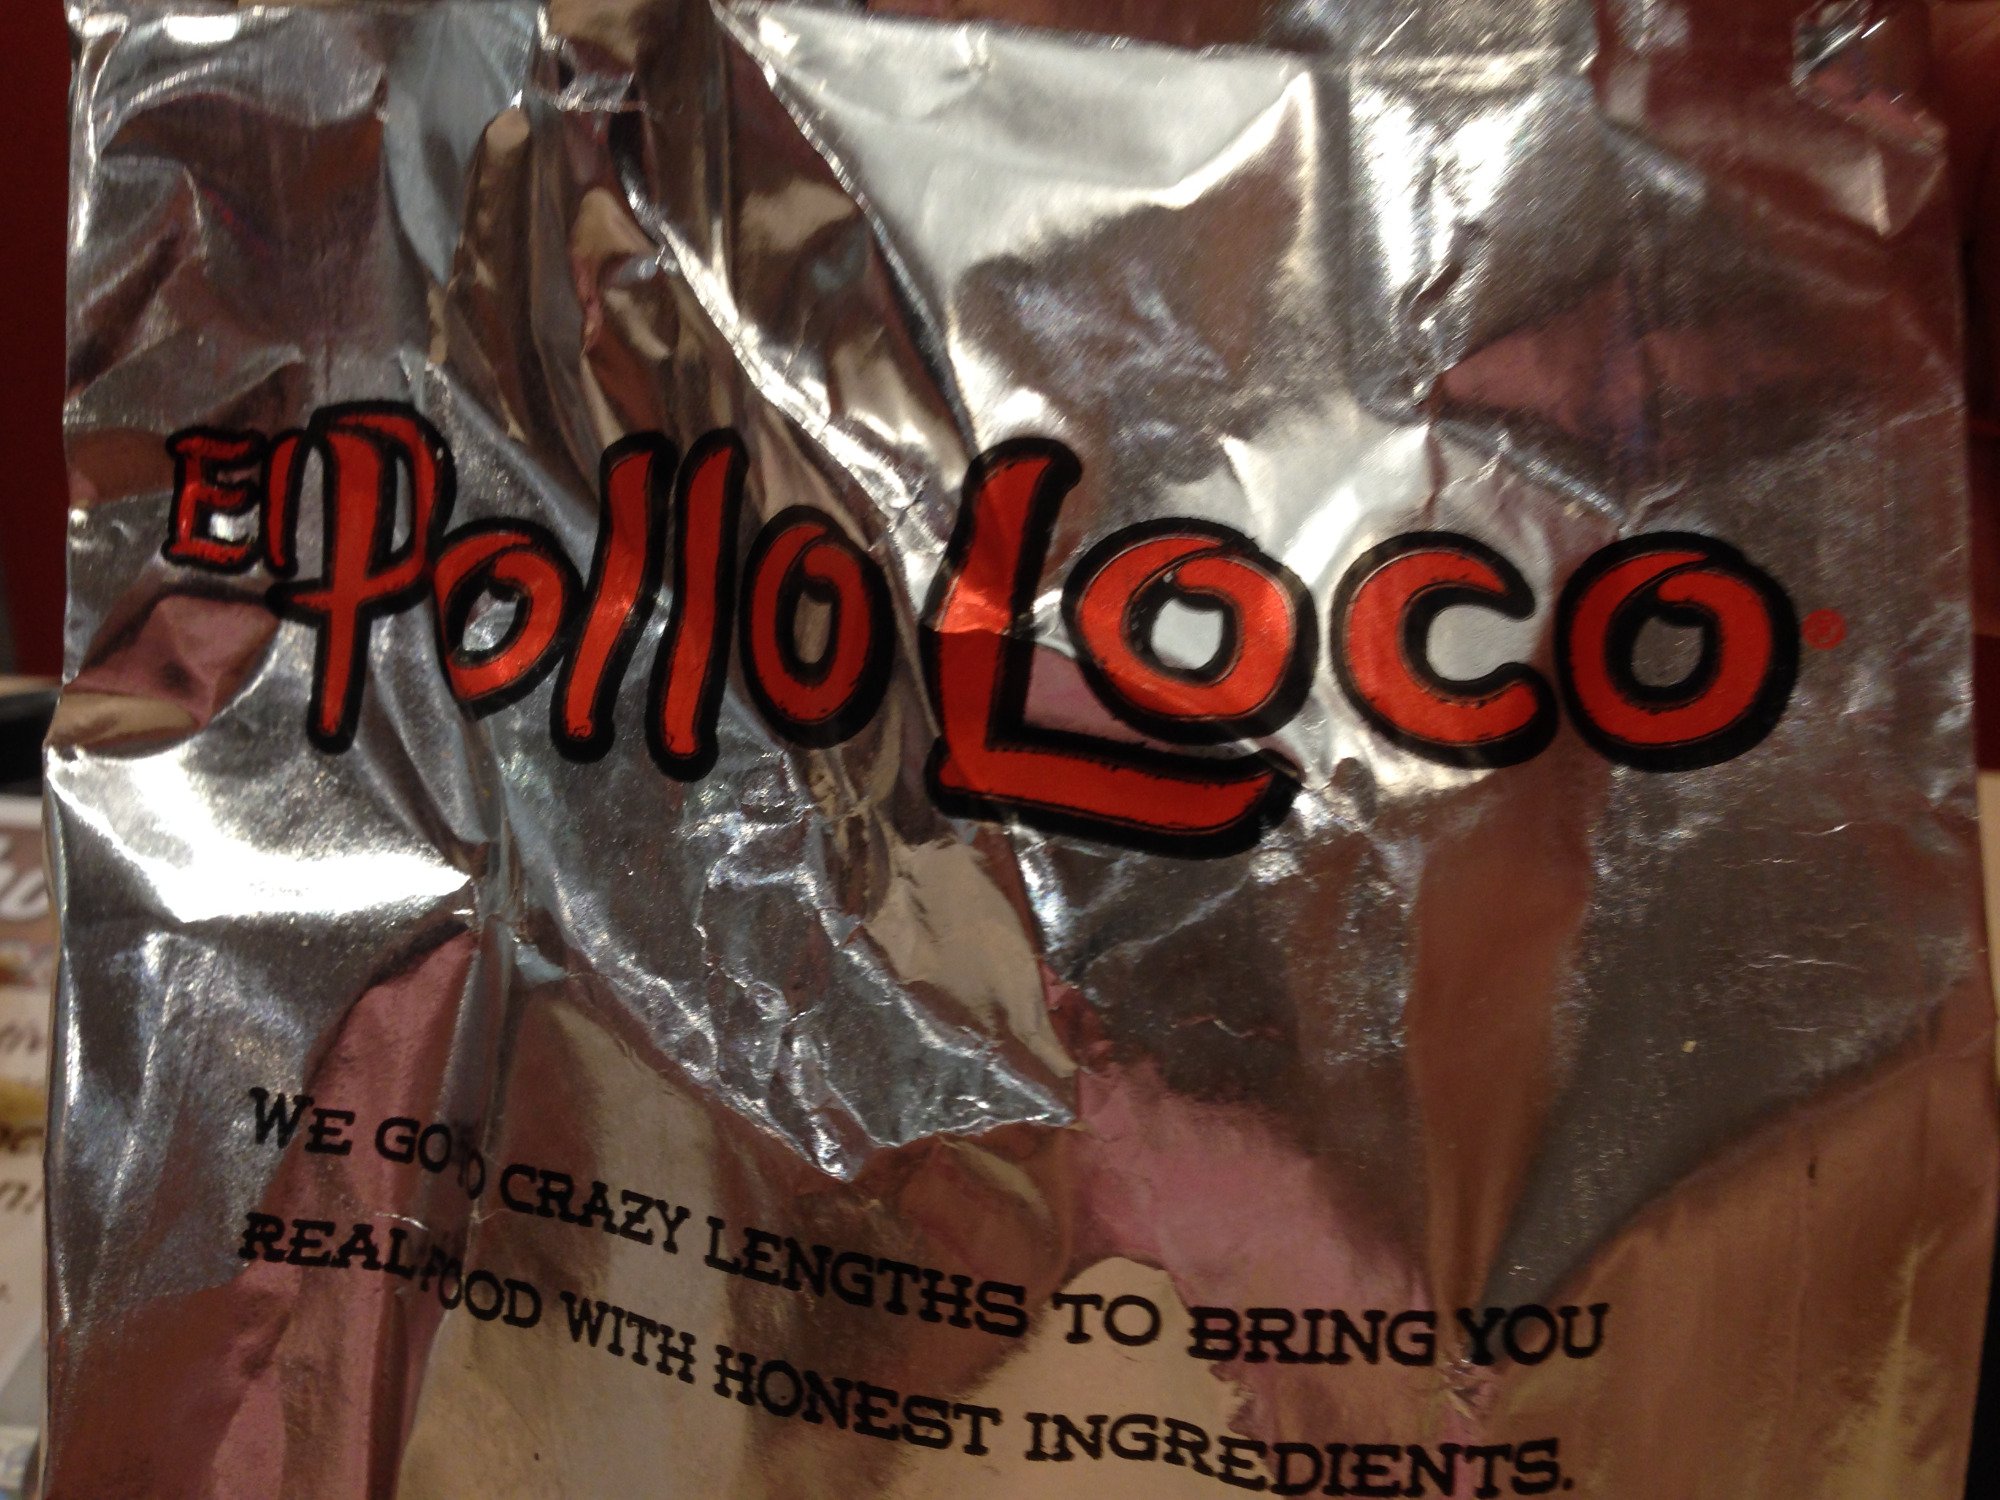 El Pollo Loco®
WE GO TO CRAZY LENGTHS TO BRING YOU
REAL FOOD WITH HONEST INGREDIENTS.